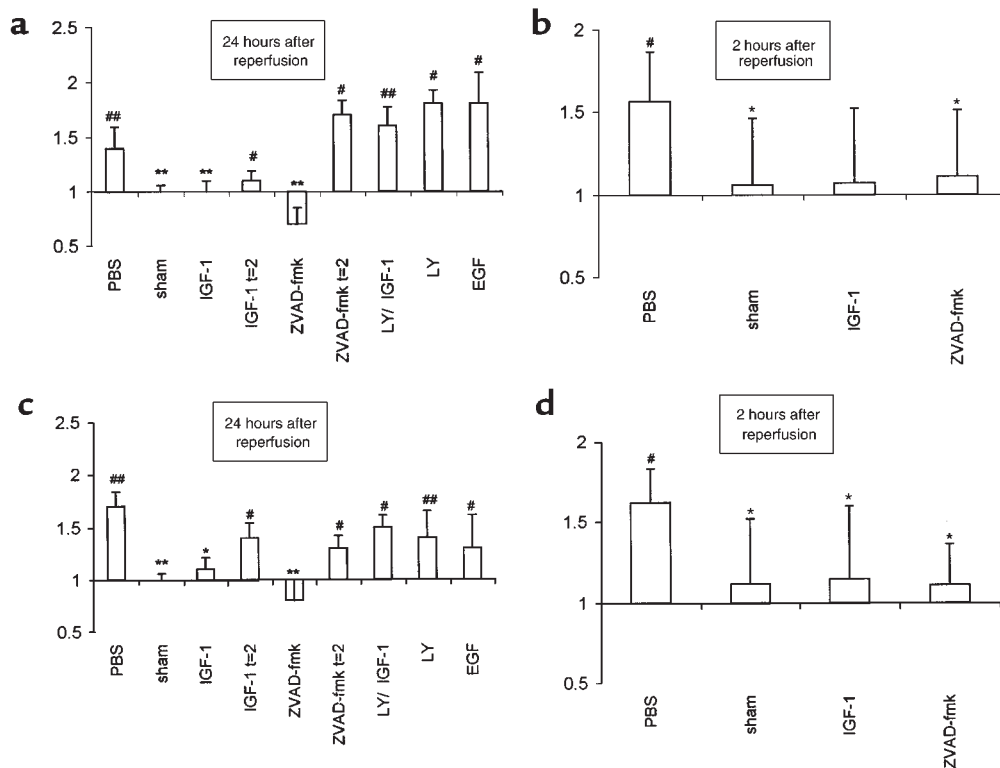 a
24 hours after
reperfusion
2.5
2
1.5
1
0.5
## ** ** # ** # ## # #
PBS
sham
IGF-1
IGF-1 t=2
ZVAD-fmk
ZVAD-fmk t=2
LY/ IGF-1
LY
EGF
b
2 hours after
reperfusion
2
1.5
1
0.5
# * *
PBS
sham
IGF-1
ZVAD-fmk
c
24 hours after
reperfusion
2.5
2
1.5
1
0.5
## ** * # ** # # ## #
PBS
sham
IGF-1
IGF-1 t=2
ZVAD-fmk
ZVAD-fmk t=2
LY/ IGF-1
LY
EGF
d
2 hours after
reperfusion
2
1.5
1
0.5
# * * *
PBS
sham
IGF-1
ZVAD-fmk